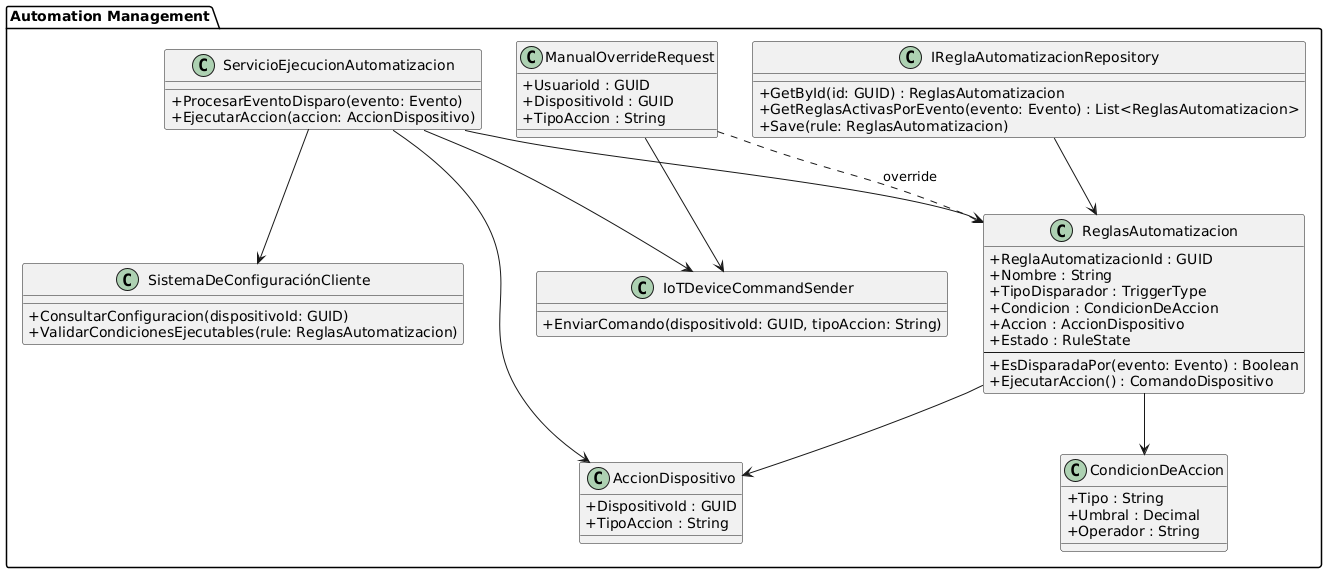 Automation Management
C ServicioEjecucionAutomatizacion
+ProcesarEventoDisparo(evento: Evento)
+EjecutarAccion(accion: AccionDispositivo)
C ManualOverrideRequest
+UsuarioId : GUID
+DispositivoId : GUID
+TipoAccion : String
C IReglaAutomatizacionRepository
+GetById(id: GUID) : ReglasAutomatizacion
+GetReglasActivasPorEvento(evento: Evento) : List<ReglasAutomatizacion>
+Save(rule: ReglasAutomatizacion)
override
C SistemaDeConfiguraciónCliente
+ConsultarConfiguracion(dispositivoId: GUID)
+ValidarCondicionesEjecutables(rule: ReglasAutomatizacion)
C IoTDeviceCommandSender
+EnviarComando(dispositivoId: GUID, tipoAccion: String)
C ReglasAutomatizacion
+ReglaAutomatizacionId : GUID
+Nombre : String
+TipoDisparador : TriggerType
+Condicion : CondicionDeAccion
+Accion : AccionDispositivo
+Estado : RuleState
+EsDisparadaPor(evento: Evento) : Boolean
+EjecutarAccion() : ComandoDispositivo
C AccionDispositivo
+DispositivoId : GUID
+TipoAccion : String
C CondicionDeAccion
+Tipo : String
+Umbral : Decimal
+Operador : String